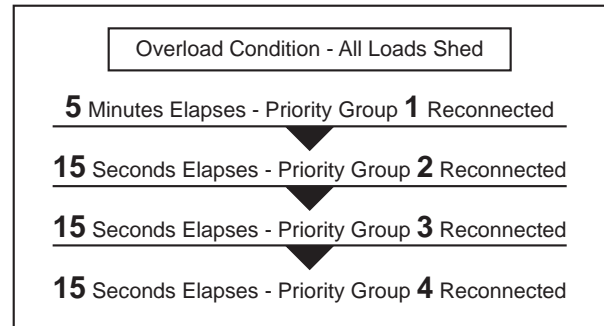 Overload Condition - All Loads Shed
5 Minutes Elapses - Priority Group 1 Reconnected
15 Seconds Elapses - Priority Group 2 Reconnected
15 Seconds Elapses - Priority Group 3 Reconnected
15 Seconds Elapses - Priority Group 4 Reconnected